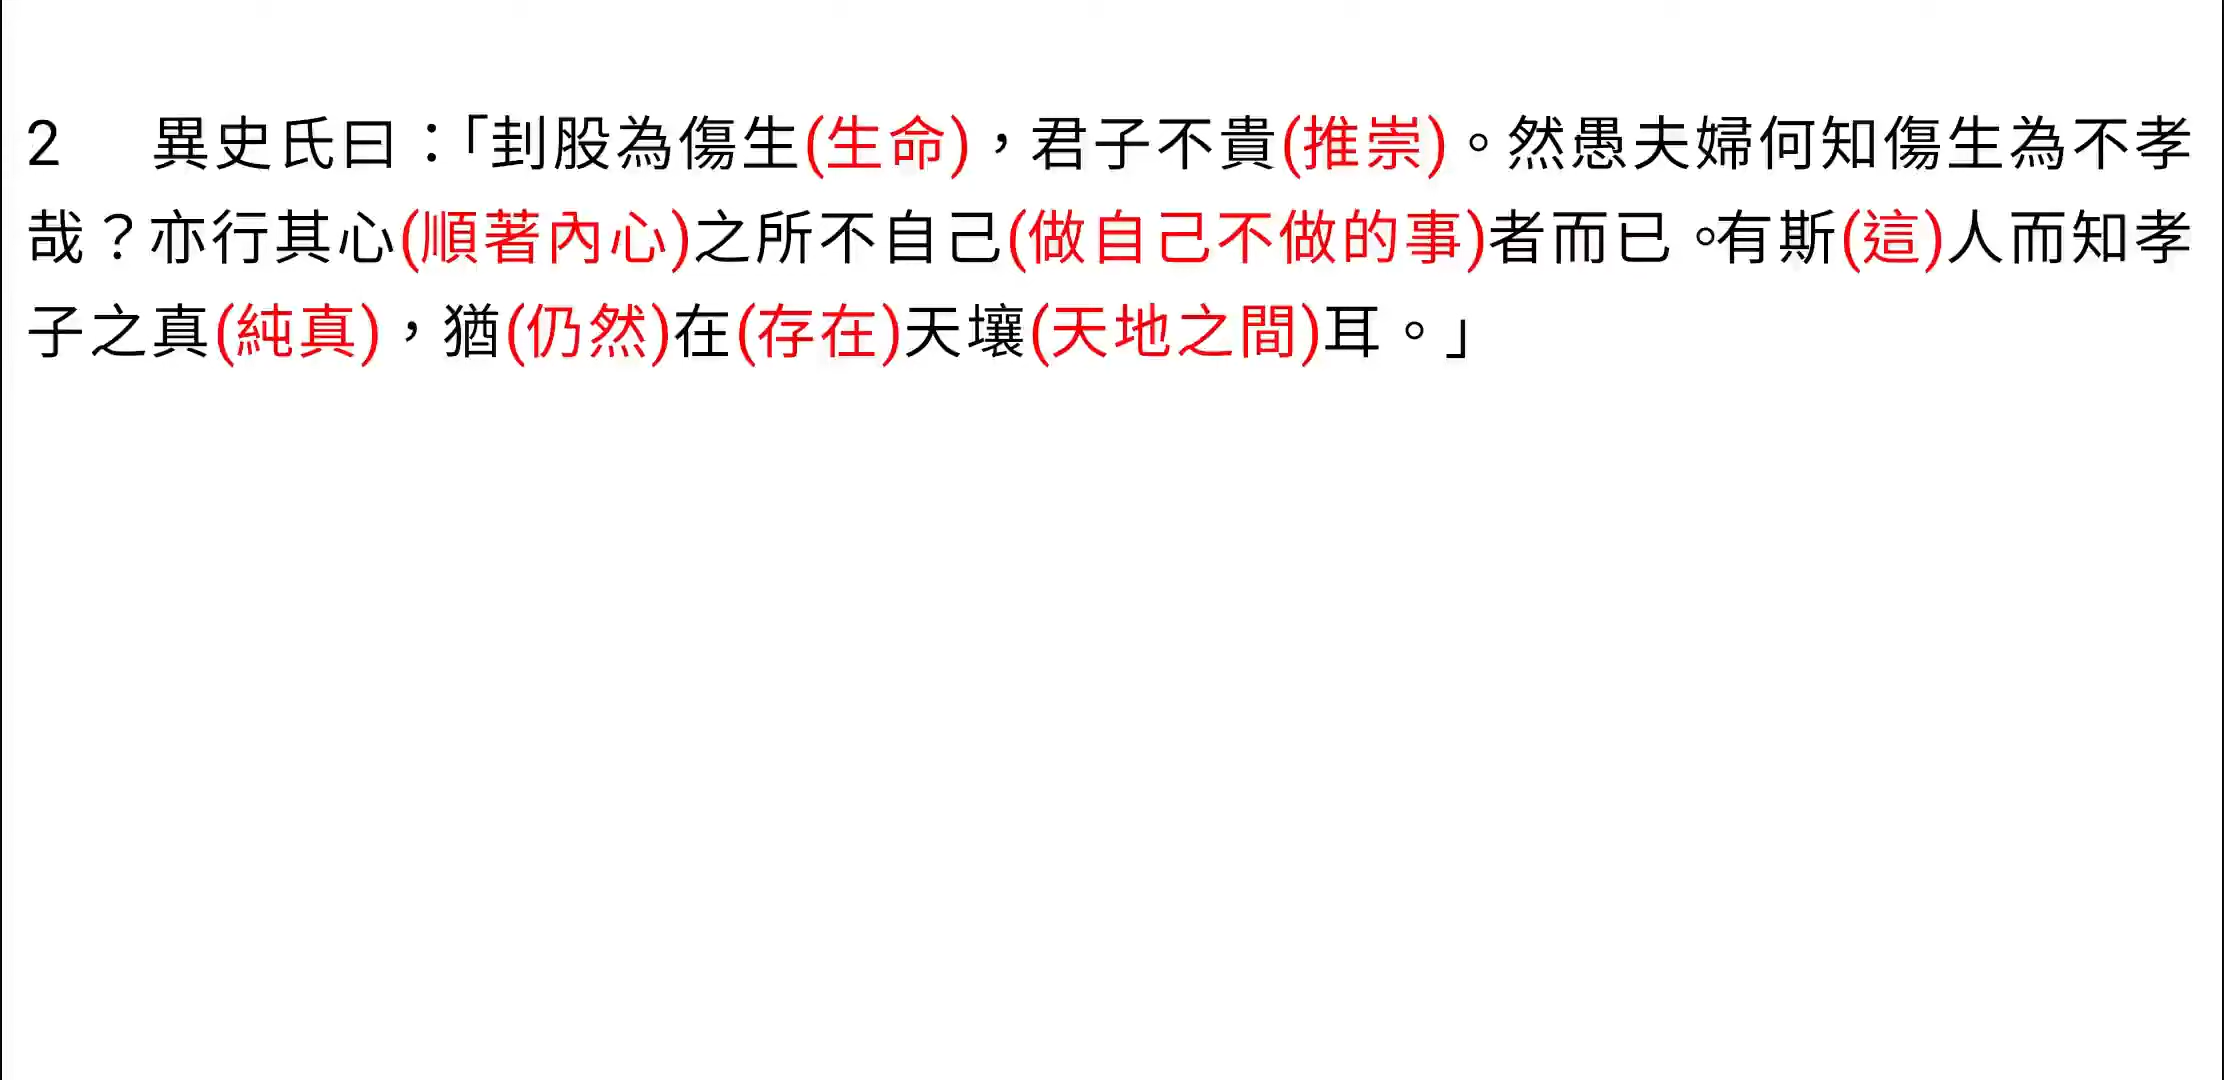 2 異史氏曰：「刲股為傷生(生命)，君子不貴(推崇)。然愚夫婦何知傷生為不孝
哉？亦行其心(順著內心)之所不自己(做自己不做的事)者而已。有斯(這)人而知孝
子之真(純真)，猶(仍然)在(存在)天壤(天地之間)耳。」